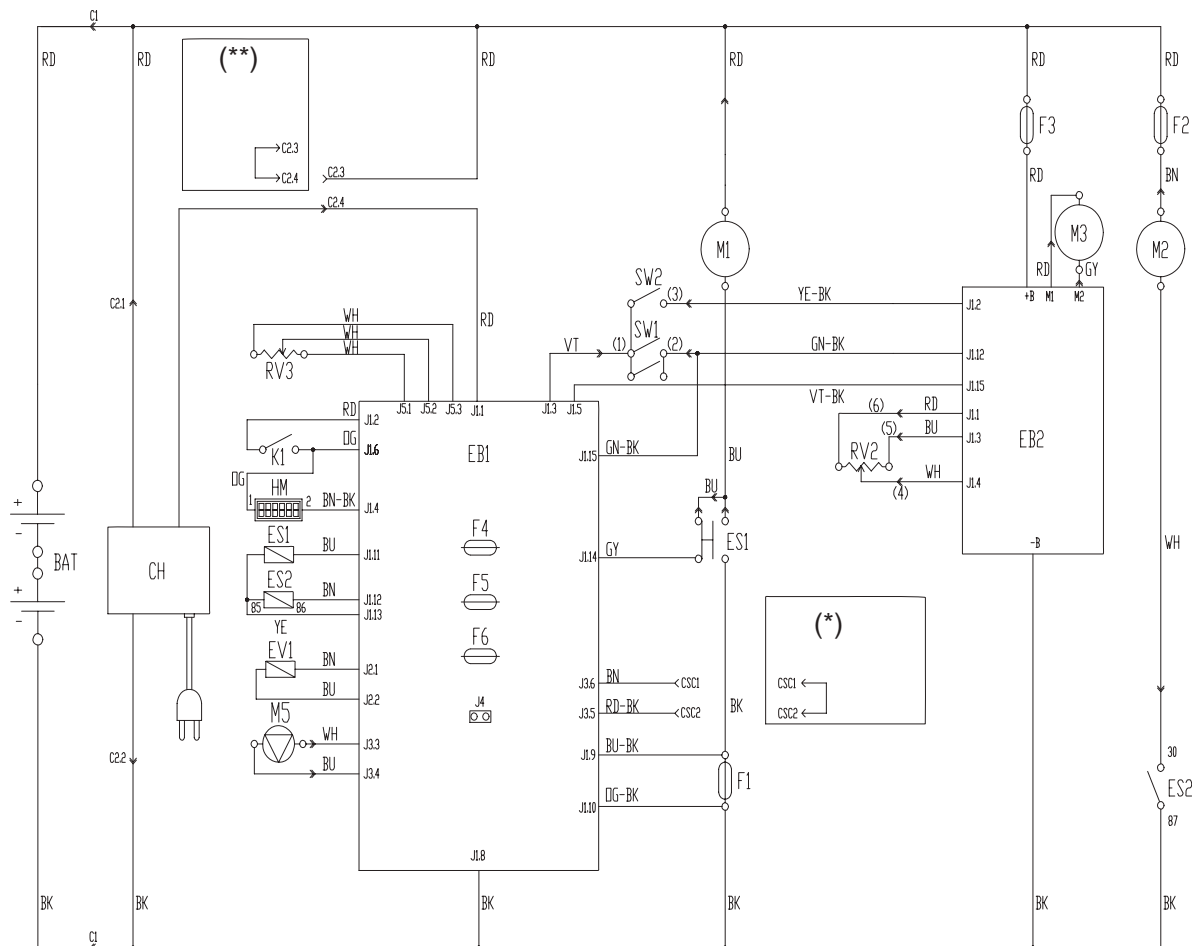 C1
RD RD RD RD RD RD
(**)
C2.3
C2.4
C2.3
C2.4
F3
F2
RD
BN
M1
M3
M2
RD
GY
C2.1
SW2
(3)
YE-BK
+B M1 M2
J1.2
WH
WH
WH
RD
RV3
VT
(1)
SW1
(2)
GN-BK
J1.12
J1.15
VT-BK
J5.1 J5.2 J5.3 J1.1 J1.3 J1.5
RD
J1.2
(6)
RD
J1.1
(5)
BU
J1.3
EB2
RV2
WH
J1.4
(4)
K1
OG
J1.6
EB1
J1.15
GN-BK
BU
OG
HM
1
2
BN-BK
J1.4
BU
+
-
BAT
+
-
CH
ES1
BU
J1.11
F4
J1.14
GY
ES1
-B
WH
ES2
BN
J1.12
85
86
J1.13
F5
YE
(*)
EV1
BN
J2.1
F6
BU
J2.2
J3.6
BN
CSC1
CSC1
J3.5
RD-BK
CSC2
CSC2
BK
J4
M5
WH
J3.3
BU
J3.4
J1.9
BU-BK
F1
J1.10
OG-BK
C2.2
30
ES2
87
J1.8
BK BK BK BK BK BK
C1